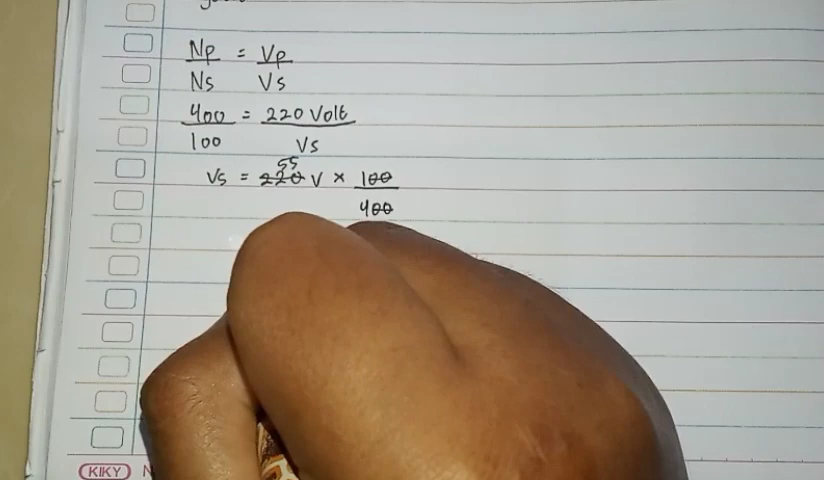 Np = Vp
Ns Vs
400 = 220 Volt
100 Vs
55
Vs = 220 V × 100
400
KIKY N